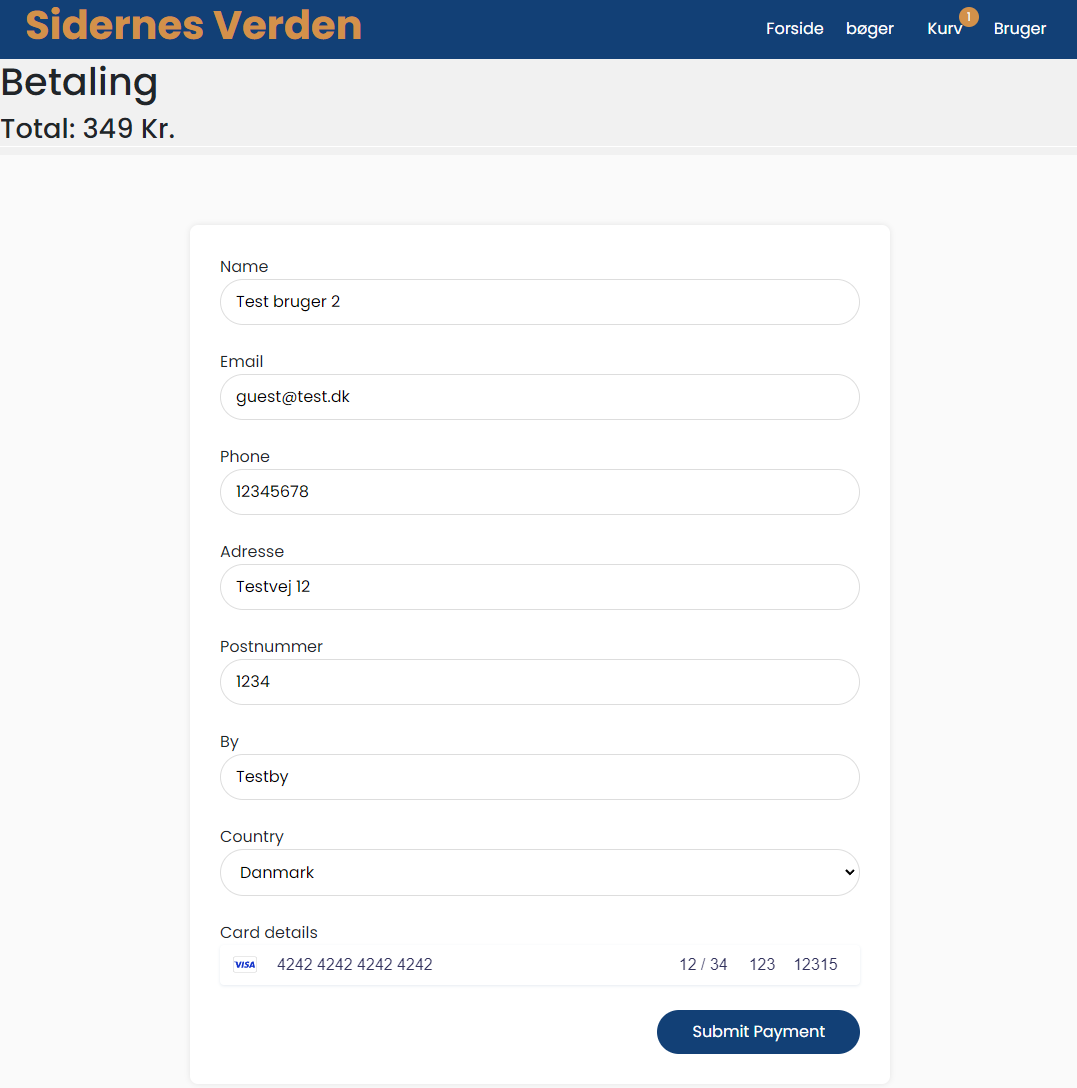 Sidernes Verden
Forside bøger Kurv 1 Bruger
Betaling
Total: 349 Kr.
Name
Test bruger 2
Email
guest@test.dk
Phone
12345678
Adresse
Testvej 12
Postnummer
1234
By
Testby
Country
Danmark
Card details
VISA 4242 4242 4242 4242 12 / 34 123 12315
Submit Payment